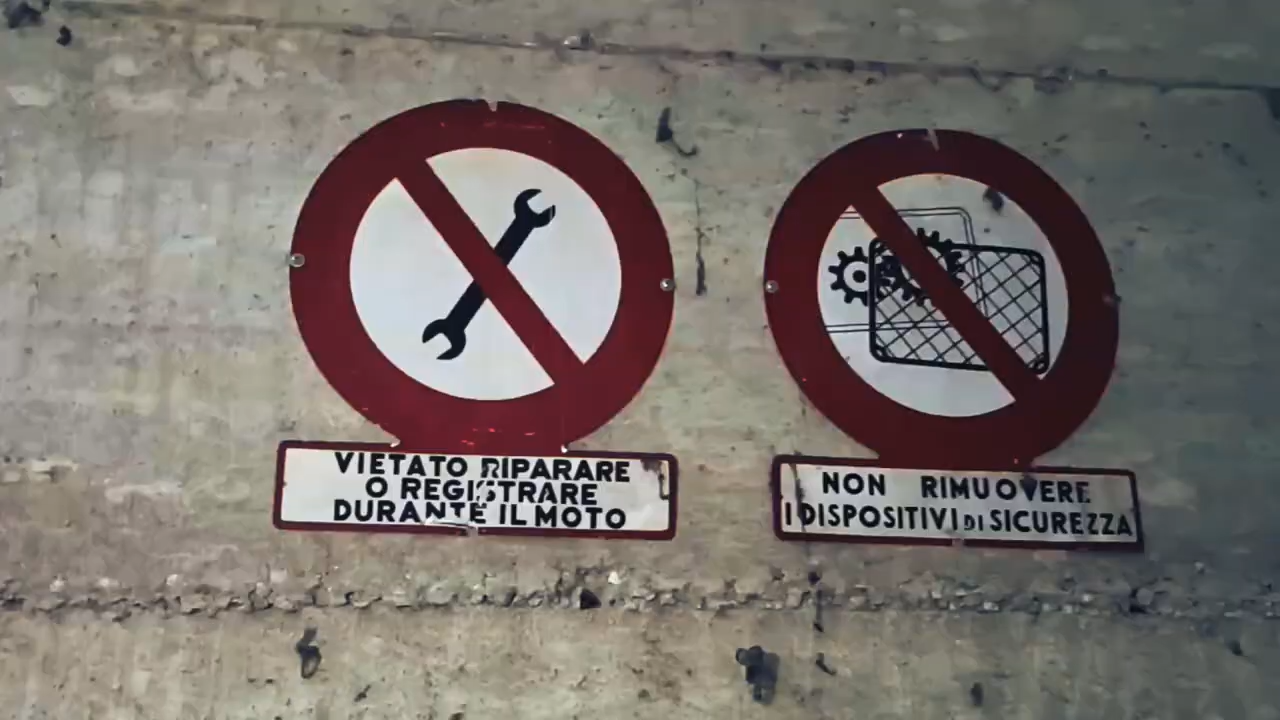 VIETATO RIPARARE
O REGISTRARE
DURANTE IL MOTO
NON RIMUOVERE
I DISPOSITIVI DI SICUREZZA